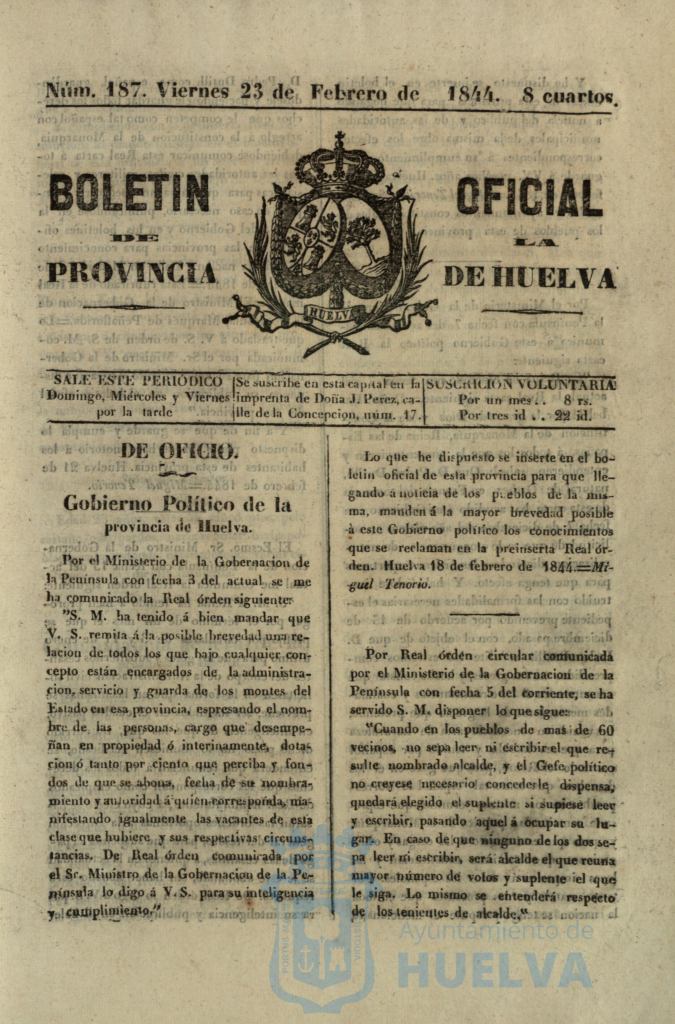 Núm. 187. Viernes 23 de Febrero de 1844. 8 cuartos.
BOLETIN OFICIAL
DE LA
PROVINCIA DE HUELVA
HUELVA
SALE ESTE PERIÓDICO
Domingo, Miércoles y Viernes
por la tarde
Se suscribe en esta capital en la
imprenta de Doña J. Perez, ca-
lle de la Concepcion, núm. 17.
SUSCRICION VOLUNTARIA
Por un mes.. 8 rs.
Por tres id.. 22 id.
DE OFICIO.
Gobierno Político de la
provincia de Huelva.
Por el Ministerio de la Gobernacion de
la Península con fecha 3 del actual se me
ha comunicado la Real órden siguiente:
"S. M. ha tenido á bien mandar que
V. S. remita á la posible brevedad una re-
lacion de todos los que bajo cualquier con-
cepto están encargados de la administra-
cion, servicio y guarda de los montes del
Estado en esa provincia, espresando el nom-
bre de las personas, cargo que desempe-
ñan en propiedad ó interinamente, dota-
cion ó tanto por ciento que perciba y fon-
dos de que se abona, fecha de su nombra-
miento y autoridad á quien corresponda, ma-
nifestando igualmente las vacantes de esta
clase que hubiere y sus respectivas circuns-
tancias. De Real órden comunicada por
el Sr. Ministro de la Gobernacion de la Pe-
nínsula lo digo á V. S. para su inteligencia
y cumplimiento."
Lo que he dispuesto se inserte en el bo-
letin oficial de esta provincia para que lle-
gando á noticia de los pueblos de la mis-
ma, manden á la mayor brevedad posible
à este Gobierno politico los conocimientos
que se reclaman en la preinserta Real ór-
den. Huelva 18 de febrero de 1844.=Mi-
guel Tenorio.
Por Real órden circular comunicada
por el Ministerio de la Gobernacion de la
Península con fecha 5 del corriente, se ha
servido S. M. disponer lo que sigue:
"Cuando en los pueblos de mas de 60
vecinos, no sepa leer ni escribir el que re-
sulte nombrado alcalde, y el Gefe político
no creyese necesario concederle dispensa,
quedará elegido el suplente si supiese leer
y escribir, pasando aquel á ocupar su lu-
gar. En caso de que ninguno de los dos se-
pa leer ni escribir, será alcalde el que reuna
mayor número de votos y suplente el que
le siga. Lo mismo se entenderá respecto
de los tenientes de alcalde."
Ayuntamiento de
HUELVA